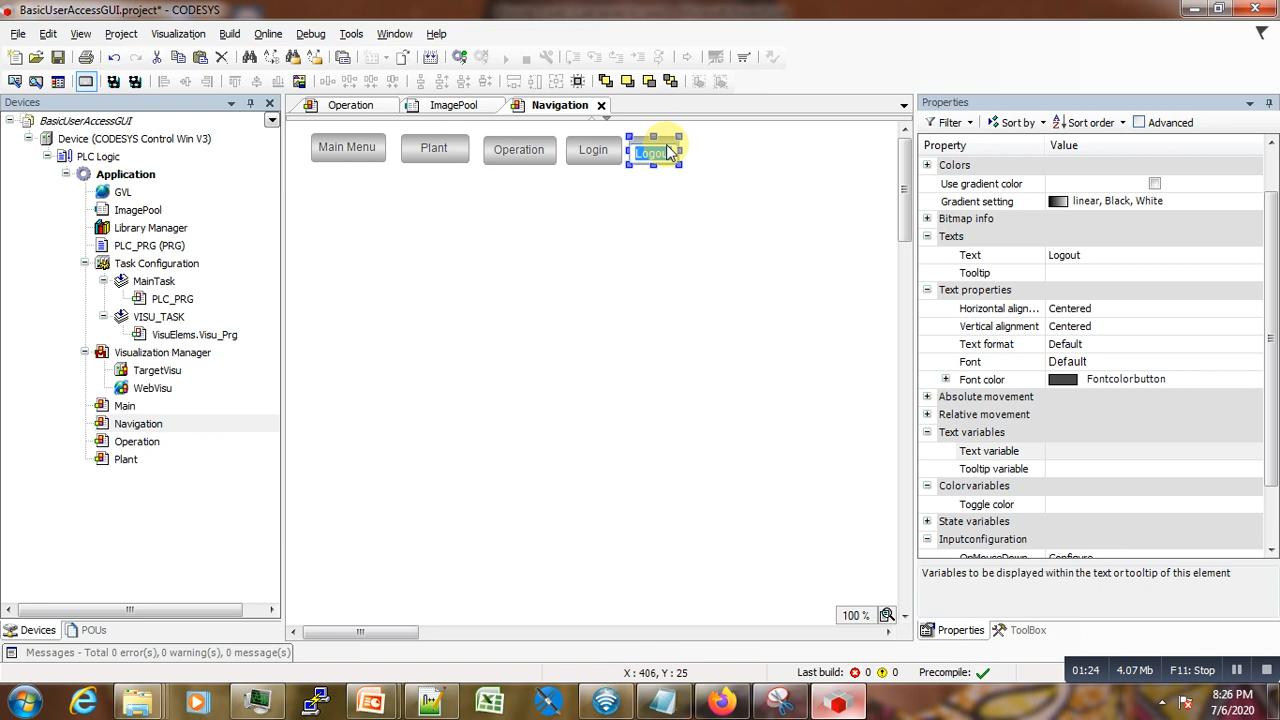 BasicUserAccessGUI.project* - CODESYS
File Edit View Project Visualization Build Online Debug Tools Window Help
Devices
BasicUserAccessGUI
Device (CODESYS Control Win V3)
PLC Logic
Application
GVL
ImagePool
Library Manager
PLC_PRG (PRG)
Task Configuration
MainTask
PLC_PRG
VISU_TASK
VisuElems.Visu_Prg
Visualization Manager
TargetVisu
WebVisu
Main
Navigation
Operation
Plant
Devices POUs
Operation ImagePool Navigation
Main Menu Plant Operation Login Logout
100 %
Properties
Filter Sort by Sort order Advanced
Property Value
Colors
Use gradient color
Gradient setting linear, Black, White
Bitmap info
Texts
Text Logout
Tooltip
Text properties
Horizontal align... Centered
Vertical alignment Centered
Text format Default
Font Default
Font color Fontcolorbutton
Absolute movement
Relative movement
Text variables
Text variable
Tooltip variable
Colorvariables
Toggle color
State variables
Inputconfiguration
OnMouseDown Configure...
Variables to be displayed within the text or tooltip of this element
Properties ToolBox
Messages - Total 0 error(s), 0 warning(s), 0 message(s)
X : 406, Y : 25 Last build: 0 0 Precompile:
01:24 4.07 Mb F11: Stop
8:26 PM
7/6/2020